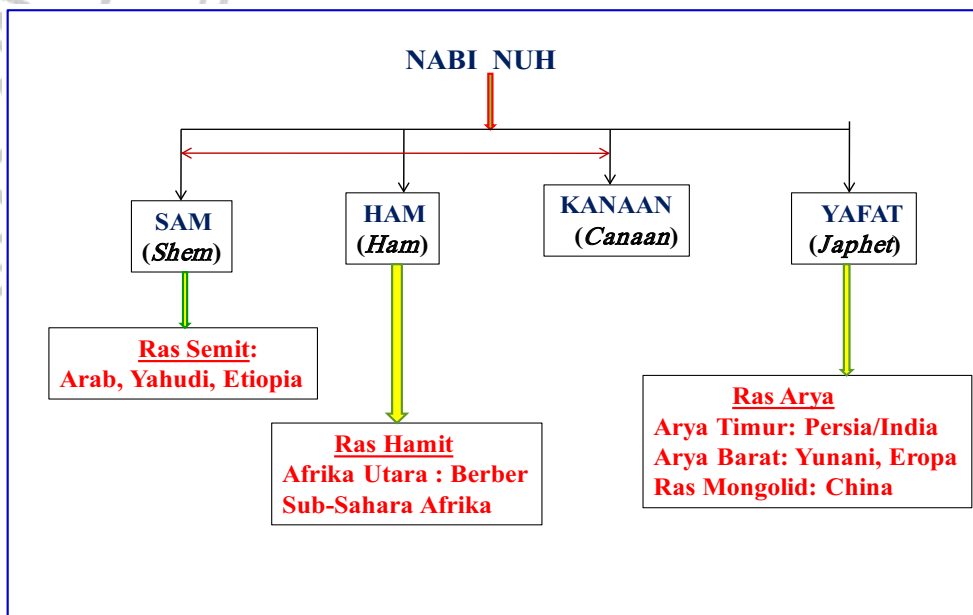 NABI NUH
SAM
(Shem)
HAM
(Ham)
KANAAN
(Canaan)
YAFAT
(Japhet)
Ras Semit:
Arab, Yahudi, Etiopia
Ras Hamit
Afrika Utara : Berber
Sub-Sahara Afrika
Ras Arya
Arya Timur: Persia/India
Arya Barat: Yunani, Eropa
Ras Mongolid: China